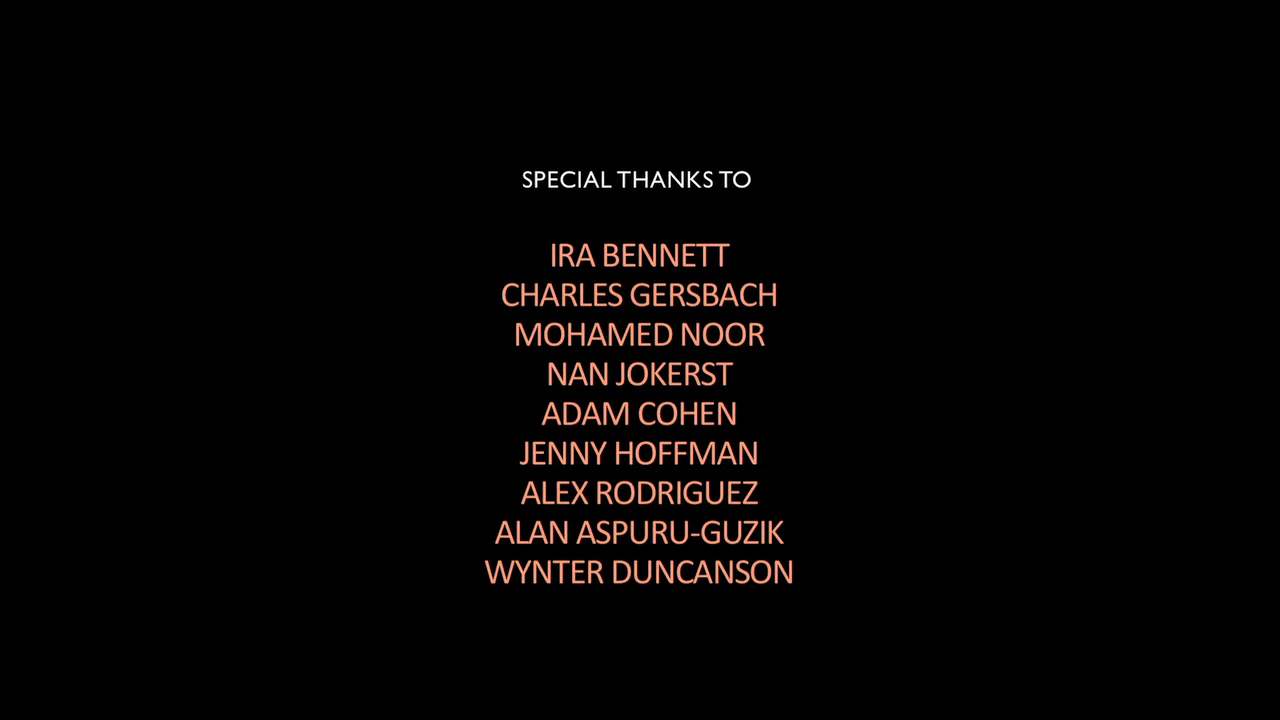 SPECIAL THANKS TO
IRA BENNETT
CHARLES GERSBACH
MOHAMED NOOR
NAN JOKERST
ADAM COHEN
JENNY HOFFMAN
ALEX RODRIGUEZ
ALAN ASPURU-GUZIK
WYNTER DUNCANSON